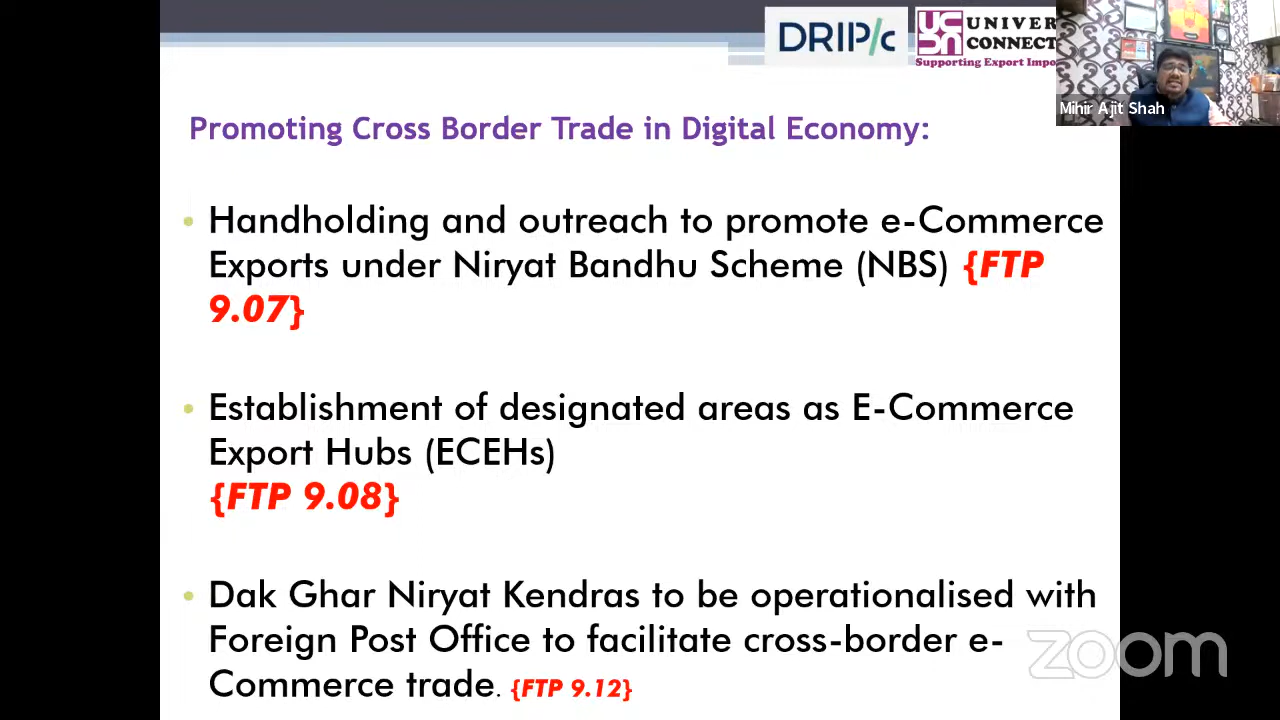 DRIP/c
UC
DN
UNIVER
CONNECT
Supporting Export Impo
Mihir Ajit Shah
Promoting Cross Border Trade in Digital Economy:
• Handholding and outreach to promote e-Commerce
Exports under Niryat Bandhu Scheme (NBS) {FTP
9.07}
• Establishment of designated areas as E-Commerce
Export Hubs (ECEHs)
{FTP 9.08}
• Dak Ghar Niryat Kendras to be operationalised with
Foreign Post Office to facilitate cross-border e-
Commerce trade. {FTP 9.12}
zoom